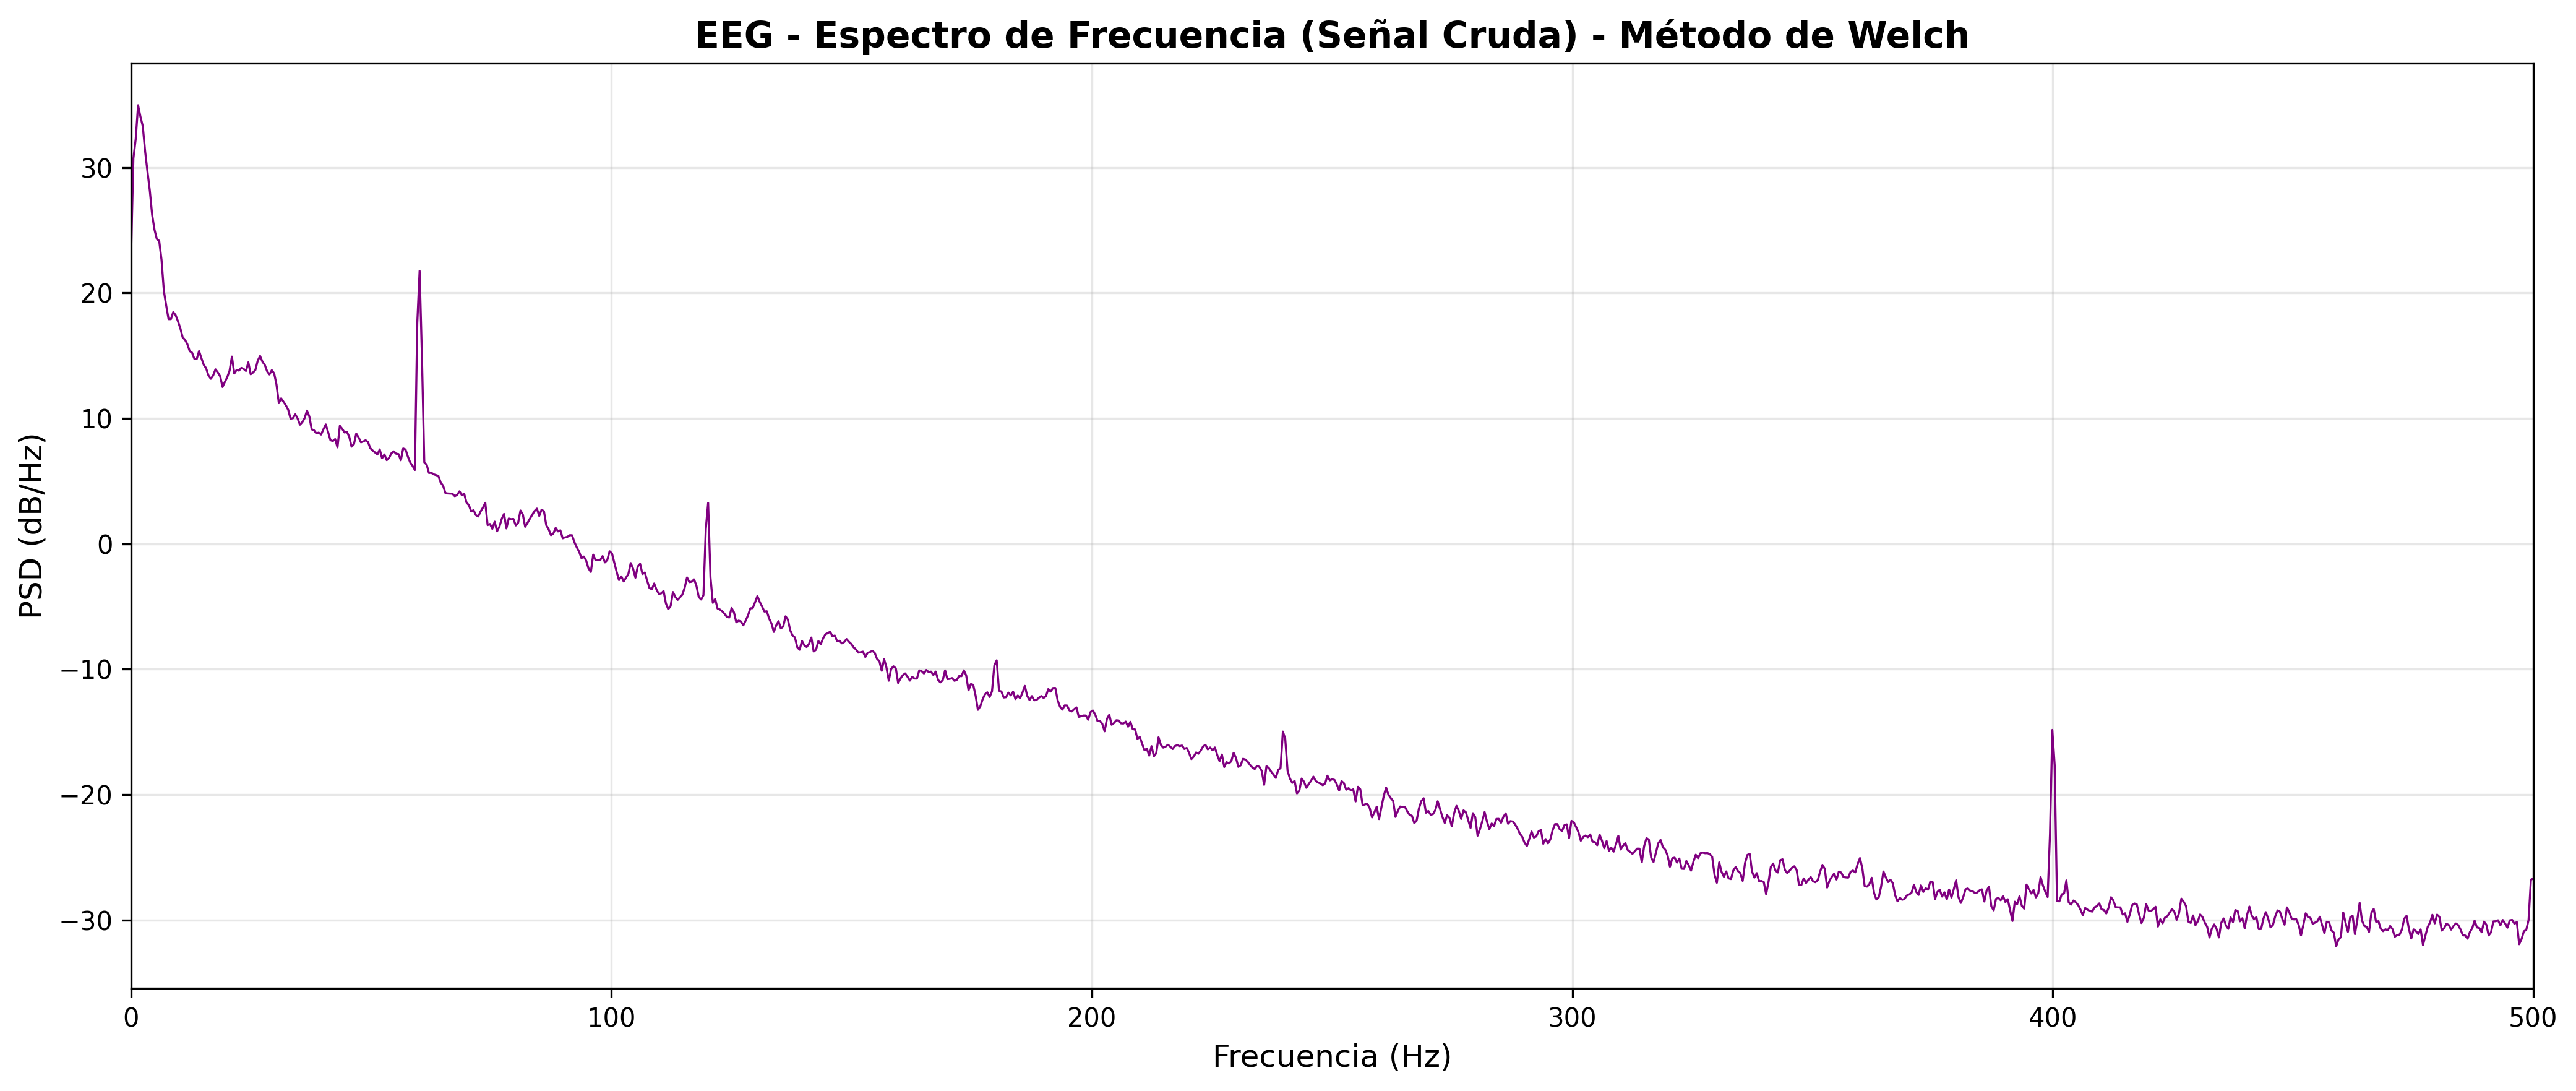 EEG - Espectro de Frecuencia (Señal Cruda) - Método de Welch
PSD (dB/Hz)
30
20
10
0
−10
−20
−30
0 100 200 300 400 500
Frecuencia (Hz)